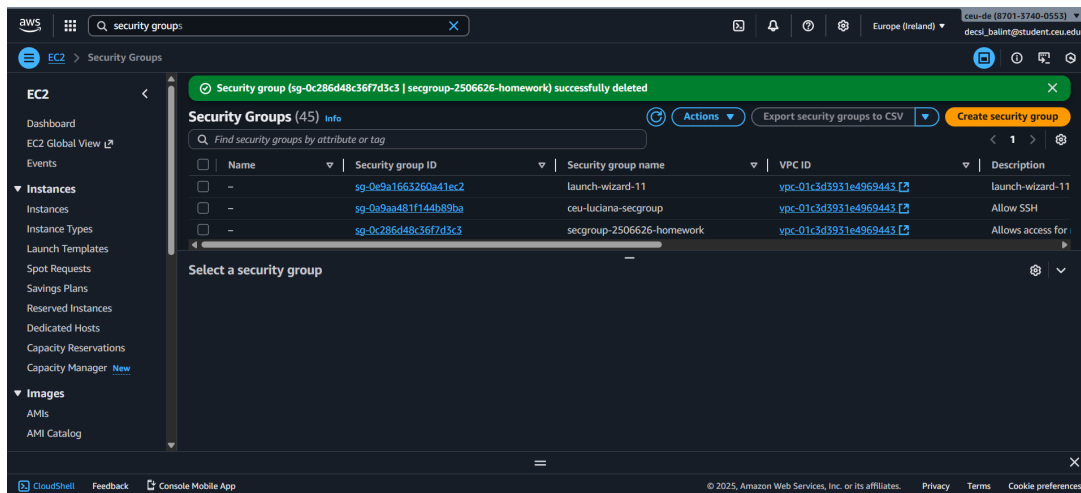 aws
security groups
Europe (Ireland) ▼
ceu-de (8701-3740-0553) ▼
decsi_balint@student.ceu.edu
EC2 > Security Groups
EC2
Dashboard
EC2 Global View
Events
Instances
Instances
Instance Types
Launch Templates
Spot Requests
Savings Plans
Reserved Instances
Dedicated Hosts
Capacity Reservations
Capacity Manager New
Images
AMIs
AMI Catalog
Security group (sg-0c286d48c36f7d3c3 | secgroup-2506626-homework) successfully deleted
Security Groups (45) Info
Actions ▼
Export security groups to CSV ▼
Create security group
Find security groups by attribute or tag
< 1 >
Name Security group ID Security group name VPC ID Description
– sg-0e9a1663260a41ec2 launch-wizard-11 vpc-01c3d3931e4969443 launch-wizard-11
– sg-0a9aa481f144b89ba ceu-luciana-secgroup vpc-01c3d3931e4969443 Allow SSH
– sg-0c286d48c36f7d3c3 secgroup-2506626-homework vpc-01c3d3931e4969443 Allows access for
Select a security group
CloudShell Feedback Console Mobile App
© 2025, Amazon Web Services, Inc. or its affiliates. Privacy Terms Cookie preferences